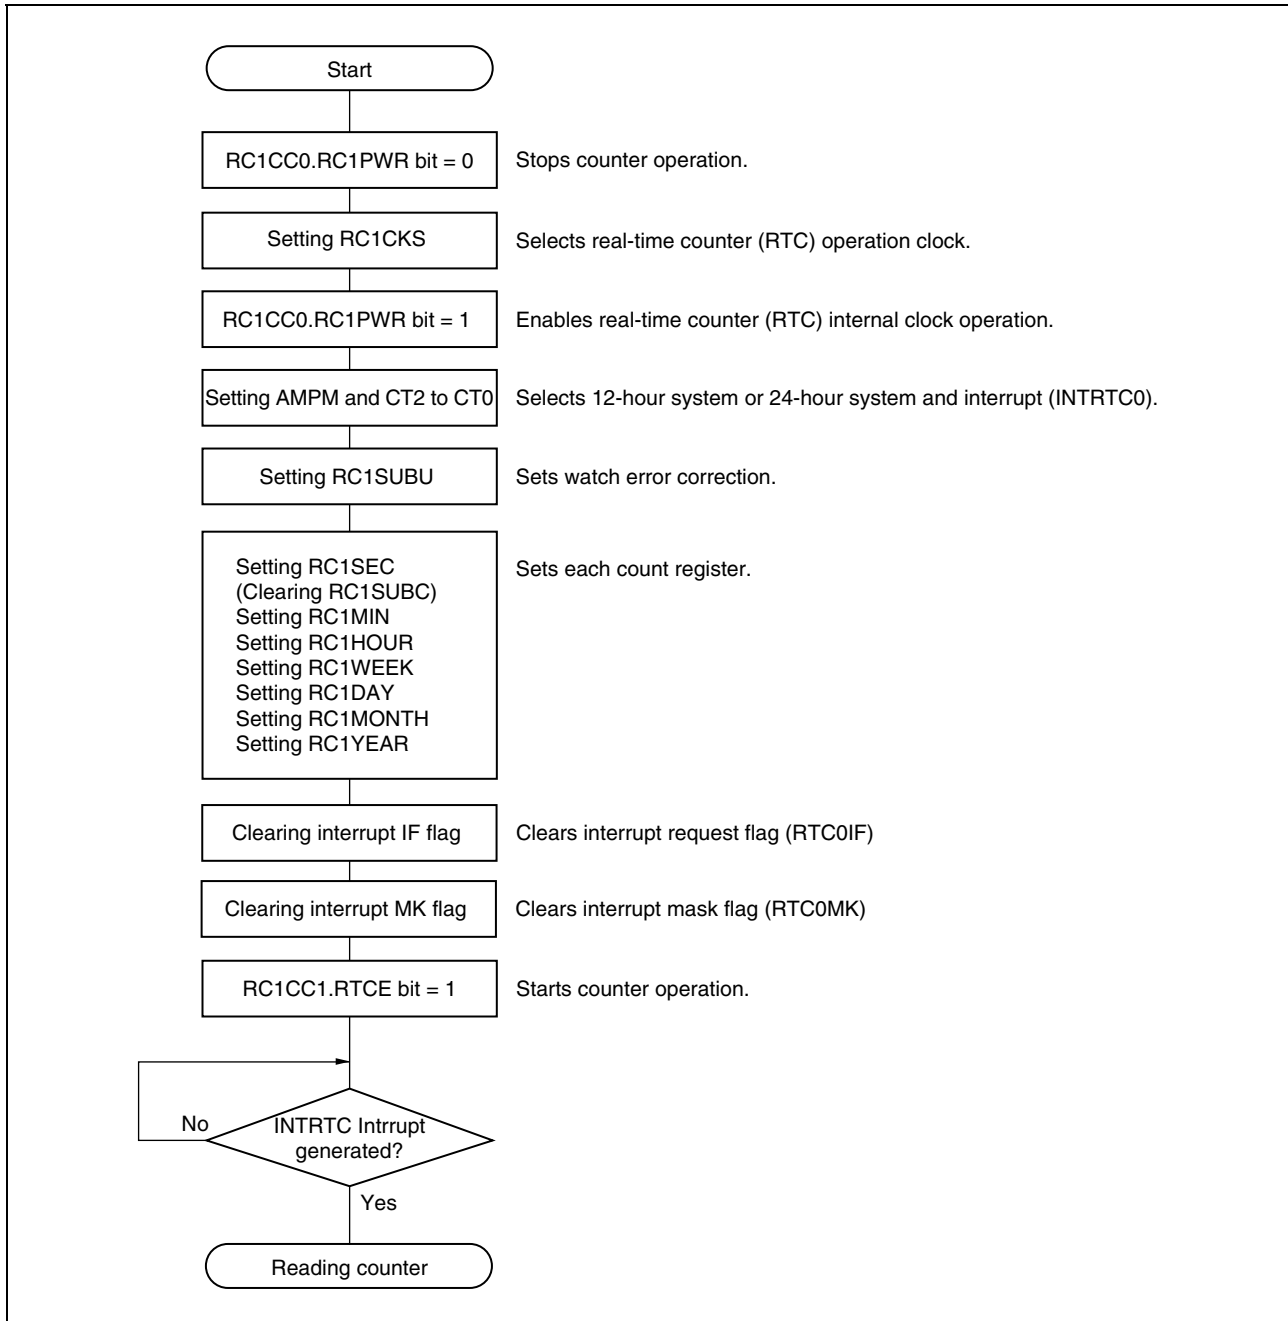 Start
RC1CC0.RC1PWR bit = 0
Stops counter operation.
Setting RC1CKS
Selects real-time counter (RTC) operation clock.
RC1CC0.RC1PWR bit = 1
Enables real-time counter (RTC) internal clock operation.
Setting AMPM and CT2 to CT0
Selects 12-hour system or 24-hour system and interrupt (INTRTC0).
Setting RC1SUBU
Sets watch error correction.
Setting RC1SEC
(Clearing RC1SUBC)
Setting RC1MIN
Setting RC1HOUR
Setting RC1WEEK
Setting RC1DAY
Setting RC1MONTH
Setting RC1YEAR
Sets each count register.
Clearing interrupt IF flag
Clears interrupt request flag (RTC0IF)
Clearing interrupt MK flag
Clears interrupt mask flag (RTC0MK)
RC1CC1.RTCE bit = 1
Starts counter operation.
No
INTRTC Intrrupt
generated?
Yes
Reading counter